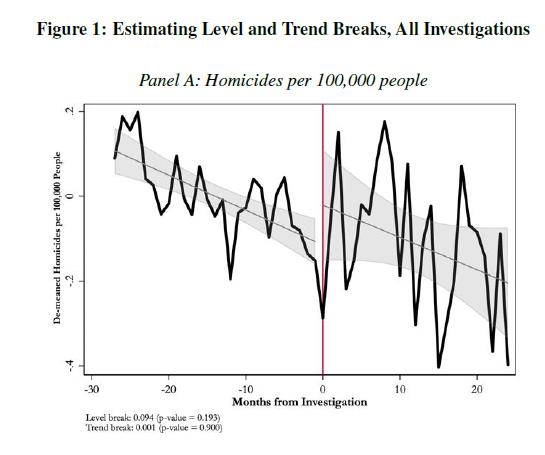 Figure 1: Estimating Level and Trend Breaks, All Investigations
Panel A: Homicides per 100,000 people
De-meaned Homicides per 100,000 People
.2
0
-.2
-.4
-30
-20
-10
0
10
20
Months from Investigation
Level break: 0.094 (p-value = 0.193)
Trend break: 0.001 (p-value = 0.900)